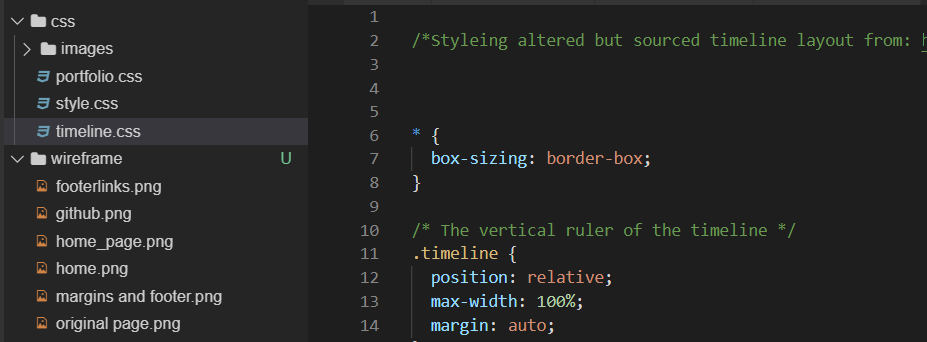 css
images
portfolio.css
style.css
timeline.css
wireframe U
footerlinks.png
github.png
home_page.png
home.png
margins and footer.png
original page.png
1
2 /*Styleing altered but sourced timeline layout from:
3
4
5
6 * {
7 box-sizing: border-box;
8 }
9
10 /* The vertical ruler of the timeline */
11 .timeline {
12 position: relative;
13 max-width: 100%;
14 margin: auto;